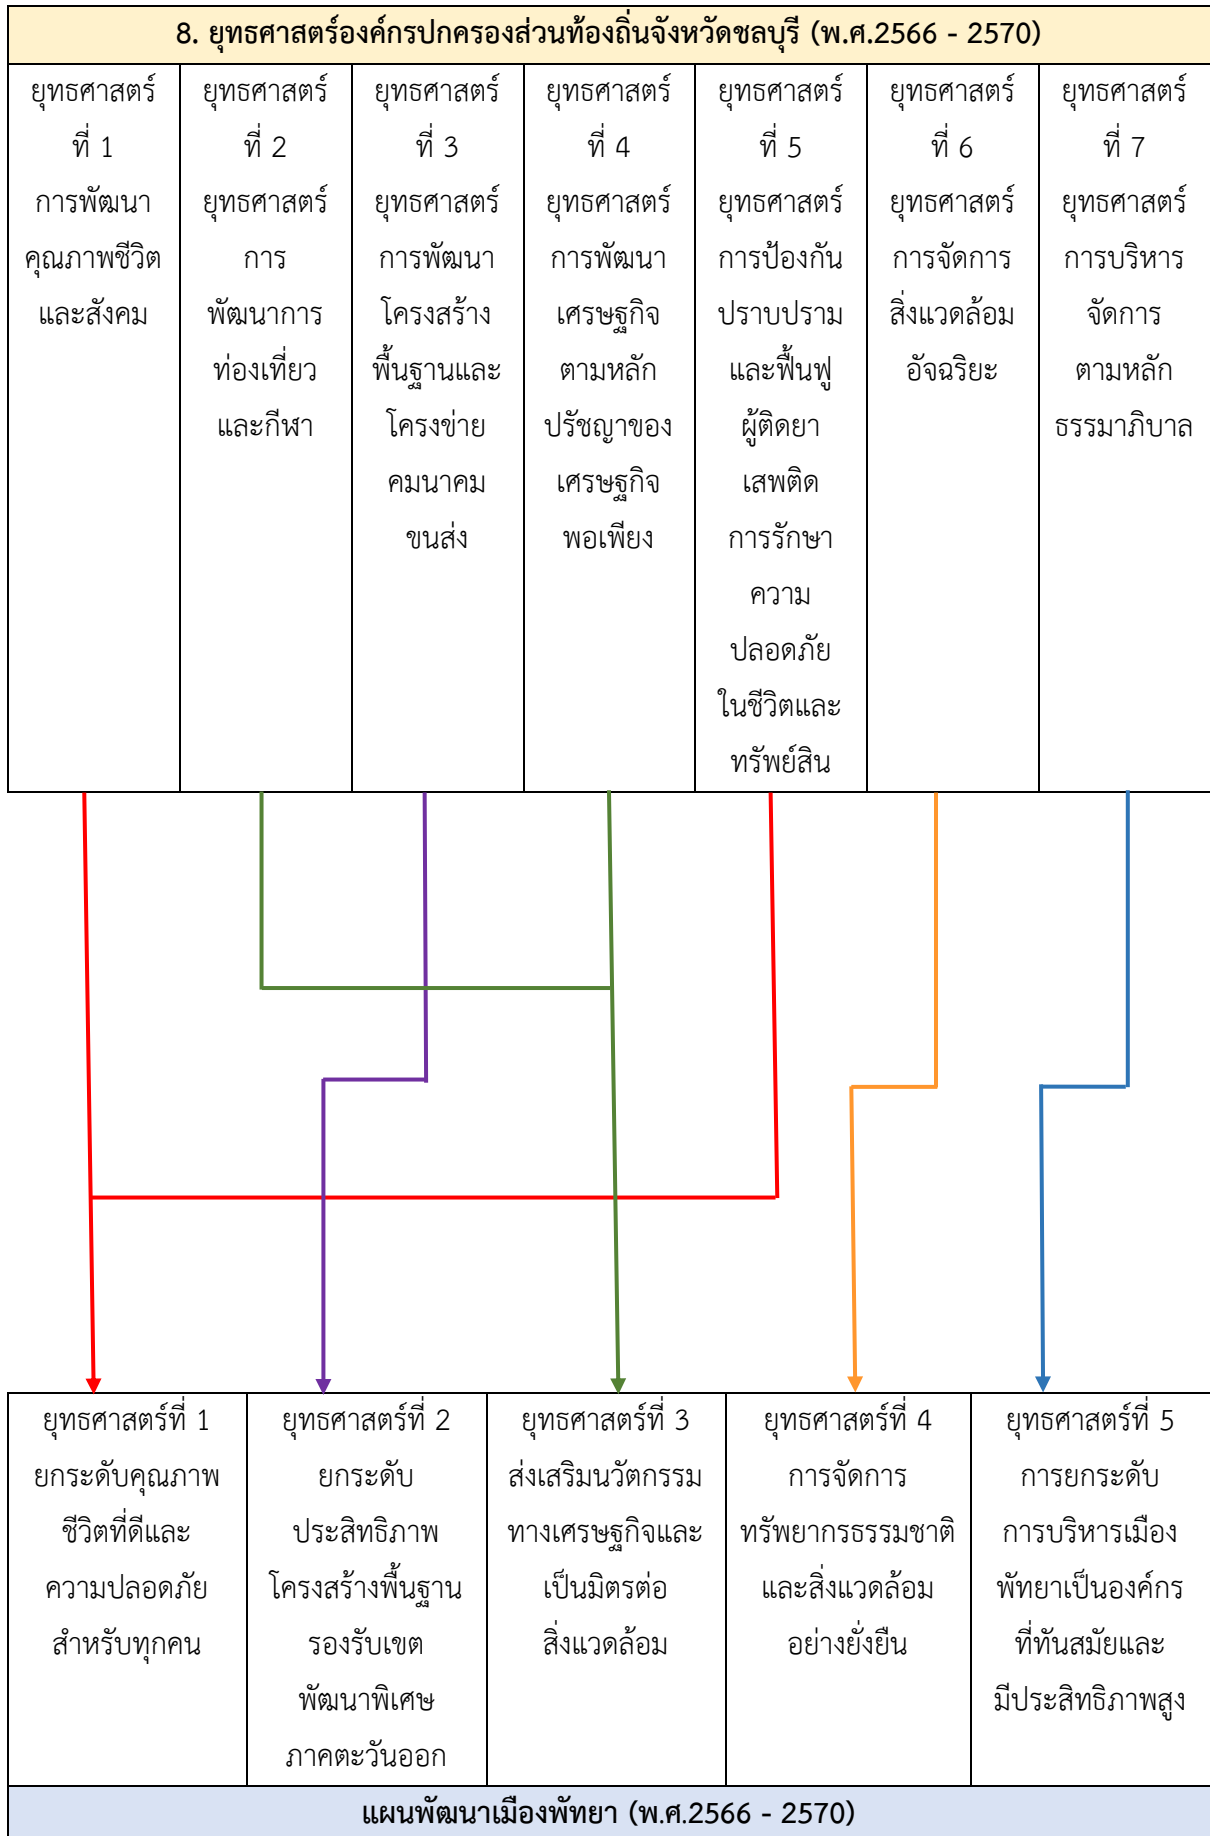 8. ยุทธศาสตร์องค์กรปกครองส่วนท้องถิ่นจังหวัดชลบุรี (พ.ศ.2566 - 2570)
ยุทธศาสตร์
ที่ 1
การพัฒนา
คุณภาพชีวิต
และสังคม
ยุทธศาสตร์
ที่ 2
ยุทธศาสตร์
การ
พัฒนาการ
ท่องเที่ยว
และกีฬา
ยุทธศาสตร์
ที่ 3
ยุทธศาสตร์
การพัฒนา
โครงสร้าง
พื้นฐานและ
โครงข่าย
คมนาคม
ขนส่ง
ยุทธศาสตร์
ที่ 4
ยุทธศาสตร์
การพัฒนา
เศรษฐกิจ
ตามหลัก
ปรัชญาของ
เศรษฐกิจ
พอเพียง
ยุทธศาสตร์
ที่ 5
ยุทธศาสตร์
การป้องกัน
ปราบปราม
และฟื้นฟู
ผู้ติดยา
เสพติด
การรักษา
ความ
ปลอดภัย
ในชีวิตและ
ทรัพย์สิน
ยุทธศาสตร์
ที่ 6
ยุทธศาสตร์
การจัดการ
สิ่งแวดล้อม
อัจฉริยะ
ยุทธศาสตร์
ที่ 7
ยุทธศาสตร์
การบริหาร
จัดการ
ตามหลัก
ธรรมาภิบาล
ยุทธศาสตร์ที่ 1
ยกระดับคุณภาพ
ชีวิตที่ดีและ
ความปลอดภัย
สำหรับทุกคน
ยุทธศาสตร์ที่ 2
ยกระดับ
ประสิทธิภาพ
โครงสร้างพื้นฐาน
รองรับเขต
พัฒนาพิเศษ
ภาคตะวันออก
ยุทธศาสตร์ที่ 3
ส่งเสริมนวัตกรรม
ทางเศรษฐกิจและ
เป็นมิตรต่อ
สิ่งแวดล้อม
ยุทธศาสตร์ที่ 4
การจัดการ
ทรัพยากรธรรมชาติ
และสิ่งแวดล้อม
อย่างยั่งยืน
ยุทธศาสตร์ที่ 5
การยกระดับ
การบริหารเมือง
พัทยาเป็นองค์กร
ที่ทันสมัยและ
มีประสิทธิภาพสูง
แผนพัฒนาเมืองพัทยา (พ.ศ.2566 - 2570)